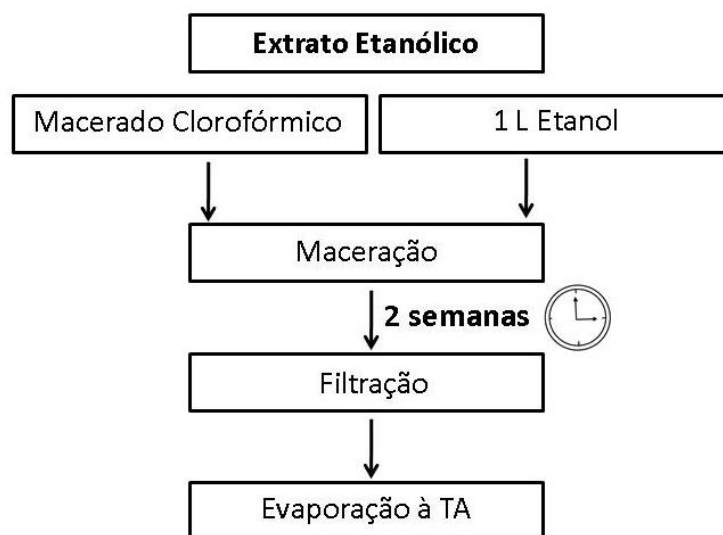 Extrato Etanólico
Macerado Clorofórmico
1 L Etanol
Maceração
2 semanas
Filtração
Evaporação à TA